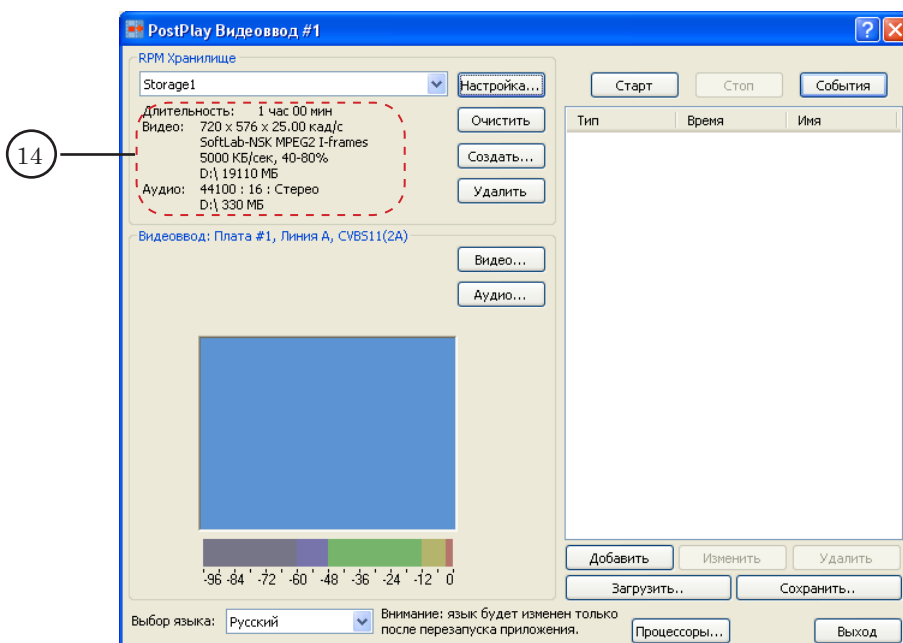 PostPlay Видеоввод #1
RPM Хранилище
Storage1
Настройка...
Старт
Стоп
События
Длительность: 1 час 00 мин
Очистить
Тип Время Имя
Видео: 720 x 576 x 25.00 кад/с
SoftLab-NSK MPEG2 I-frames
14
Создать...
5000 КБ/сек, 40-80%
D:\ 19110 МБ
Аудио: 44100 : 16 : Стерео
Удалить
D:\ 330 МБ
Видеоввод: Плата #1, Линия A, CVBS11(2A)
Видео...
Аудио...
-96 -84 -72 -60 -48 -36 -24 -12 0
Добавить
Изменить
Удалить
Загрузить..
Сохранить..
Выбор языка:
Русский
Внимание: язык будет изменен только
после перезапуска приложения.
Процессоры...
Выход